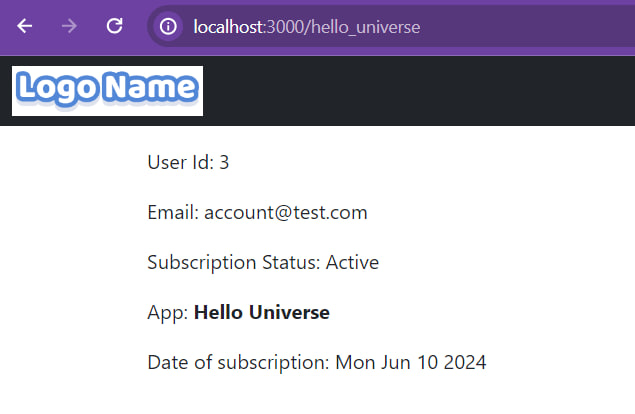 localhost:3000/hello_universe
Logo Name
User Id: 3
Email: account@test.com
Subscription Status: Active
App: Hello Universe
Date of subscription: Mon Jun 10 2024